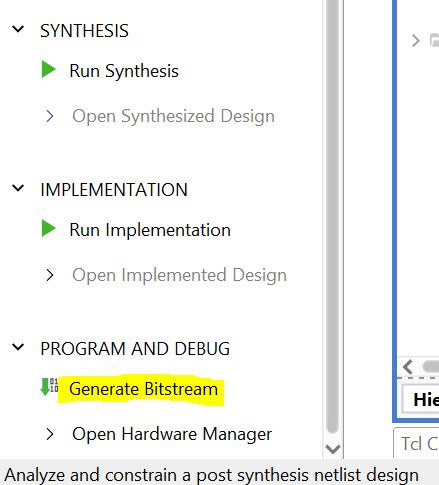 SYNTHESIS
Run Synthesis
Open Synthesized Design
IMPLEMENTATION
Run Implementation
Open Implemented Design
PROGRAM AND DEBUG
Generate Bitstream
Open Hardware Manager
Hie
Tcl C
Analyze and constrain a post synthesis netlist design